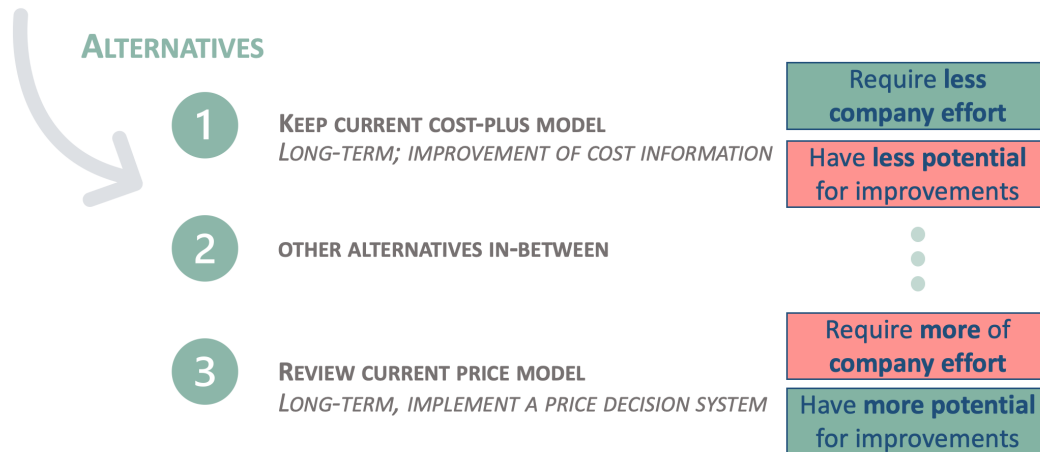 ALTERNATIVES
1
KEEP CURRENT COST-PLUS MODEL
LONG-TERM; IMPROVEMENT OF COST INFORMATION
Require less
company effort
Have less potential
for improvements
2
OTHER ALTERNATIVES IN-BETWEEN
3
REVIEW CURRENT PRICE MODEL
LONG-TERM, IMPLEMENT A PRICE DECISION SYSTEM
Require more of
company effort
Have more potential
for improvements